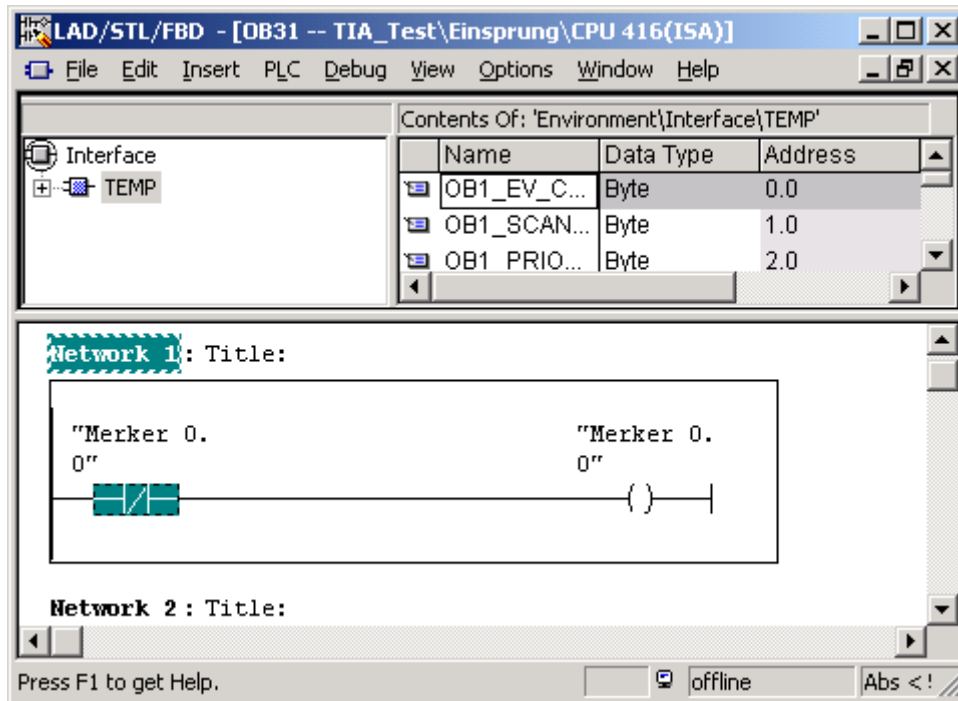 LAD/STL/FBD - [OB31 -- TIA_Test\Einsprung\CPU 416(ISA)]
File Edit Insert PLC Debug View Options Window Help
Contents Of: 'Environment\Interface\TEMP'
Interface
TEMP
Name Data Type Address
OB1_EV_C... Byte 0.0
OB1_SCAN... Byte 1.0
OB1_PRIO... Byte 2.0
Network 1: Title:
"Merker 0. "Merker 0.
0" 0"
Network 2 : Title:
Press F1 to get Help. offline Abs < !